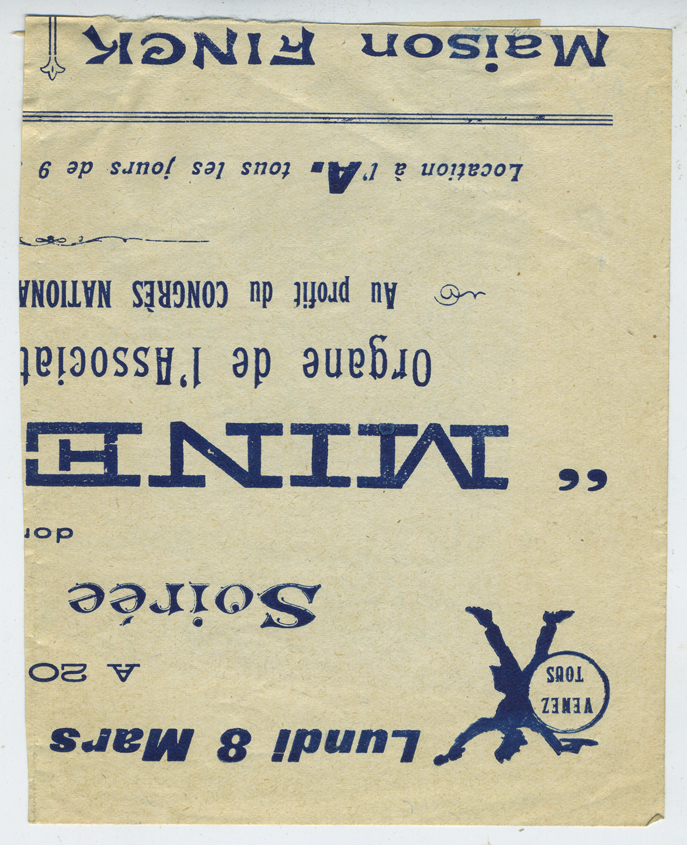 Lundi 8 Mars
VENEZ
TOUS
A 20
Soirée
„ MINE
Organe de l'Associat
Au profit du CONGRÈS NATIONA
Location à l'A. tous les jours de 9
Maison FINCK